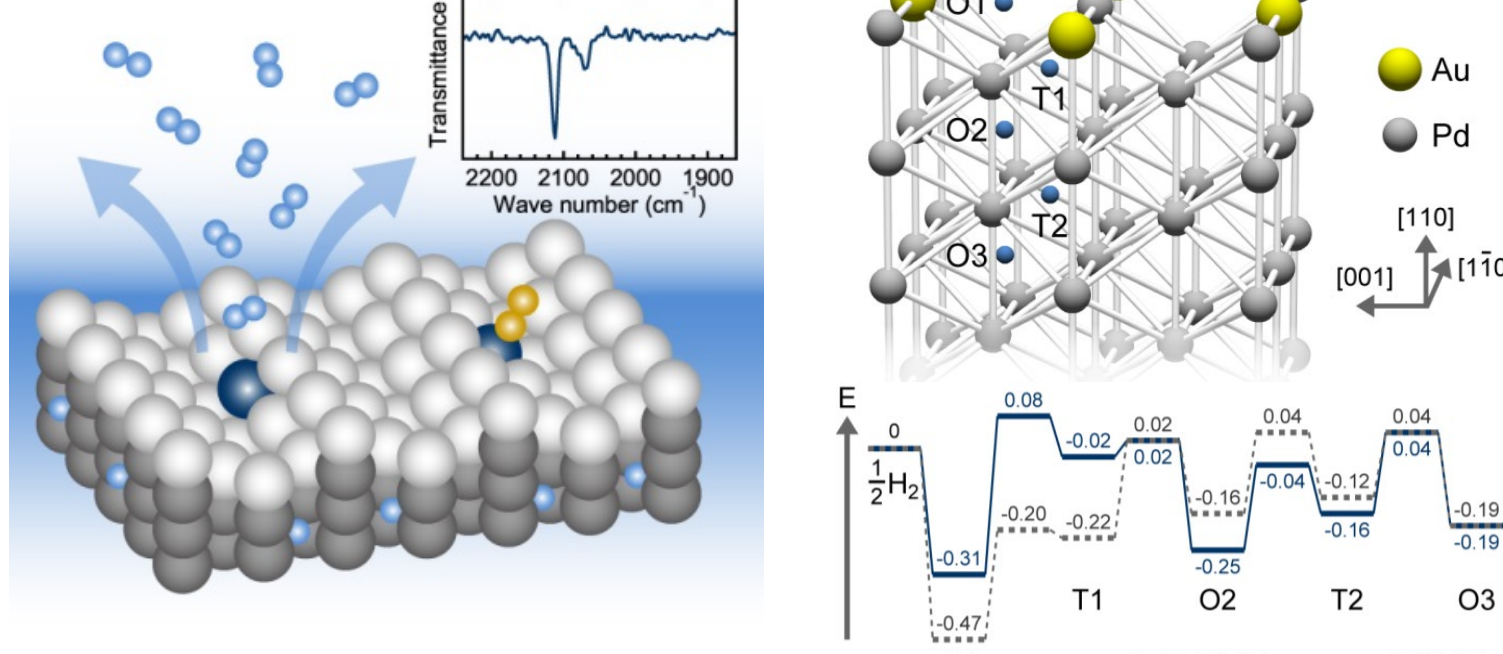 Transmittance
2200 2100 2000 1900
Wave number (cm⁻¹)
O1
T1
O2
T2
O3
Au
Pd
[110]
[001]
E
0
½H₂
-0.31
-0.47
0.08
-0.20
-0.02
-0.22
T1
0.02
0.02
-0.16
-0.25
O2
0.04
-0.04
-0.12
-0.16
T2
0.04
0.04
-0.19
-0.19
O3